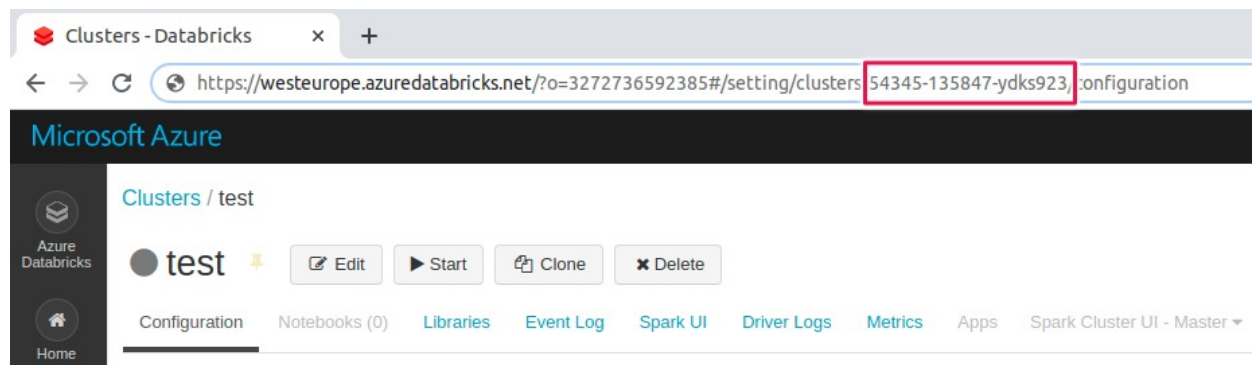 Clusters - Databricks × +
https://westeurope.azuredatabricks.net/?o=3272736592385#/setting/clusters 54345-135847-ydks923/configuration
Microsoft Azure
Clusters / test
Azure
Databricks
test Edit Start Clone Delete
Configuration Notebooks (0) Libraries Event Log Spark UI Driver Logs Metrics Apps Spark Cluster UI - Master
Home